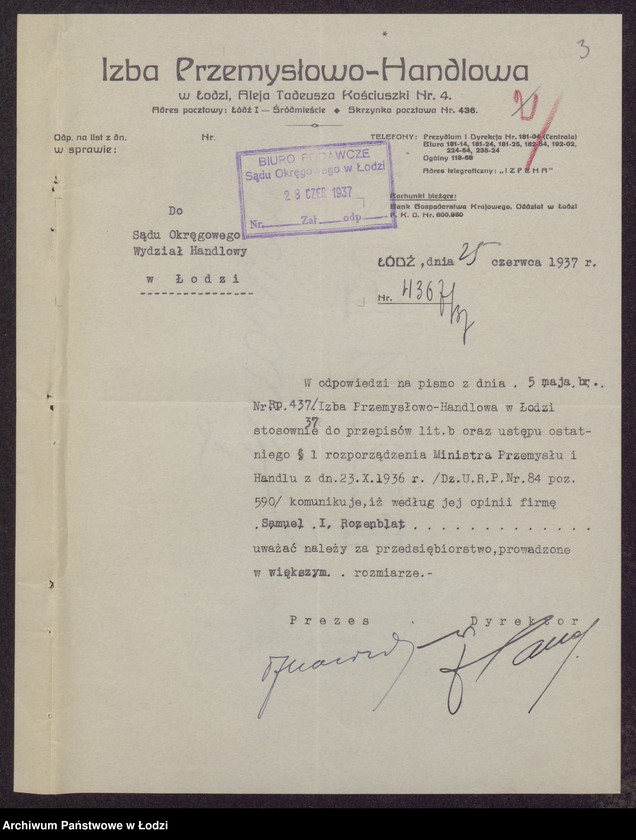 3
Izba Przemysłowo-Handlowa
w Łodzi, Aleja Tadeusza Kościuszki Nr. 4.
Adres pocztowy: Łódź I — Śródmieście ◆ Skrzynka pocztowa Nr. 436.
Odp. na list z dn. Nr.
w sprawie:
TELEFONY: Prezydium i Dyrekcja Nr. 181-04 (Centrala)
Biura 181-14, 181-24, 181-25, 192-02,
224-54, 235-24
Ogólny 118-68
Adres telegraficzny: „IZPEHA"
BIURO PODAWCZE
Sądu Okręgowego w Łodzi
28 CZER 1937
Nr. Zał odp
Rachunki bieżące:
Bank Gospodarstwa Krajowego, Oddział w Łodzi
P. K. O. Nr. 600.960
Do
Sądu Okręgowego
Wydział Handlowy
w Łodzi
ŁÓDŹ, dnia 25 czerwca 1937 r.
Nr. 4367/37
W odpowiedzi na pismo z dnia . 5 maja br..
Nr.RD.437/37/Izba Przemysłowo-Handlowa w Łodzi
stosownie do przepisów lit.b oraz ustępu ostat-
niego § 1 rozporządzenia Ministra Przemysłu i
Handlu z dn.23.X.1936 r. /Dz.U.R.P.Nr.84 poz.
590/ komunikuje,iż według jej opinii firmę
.Samuel .I. Rozenblat. . . . . . . . . . . . .
uważać należy za przedsiębiorstwo,prowadzone
w większym. . rozmiarze.-
Prezes Dyrektor
Archiwum Państwowe w Łodzi